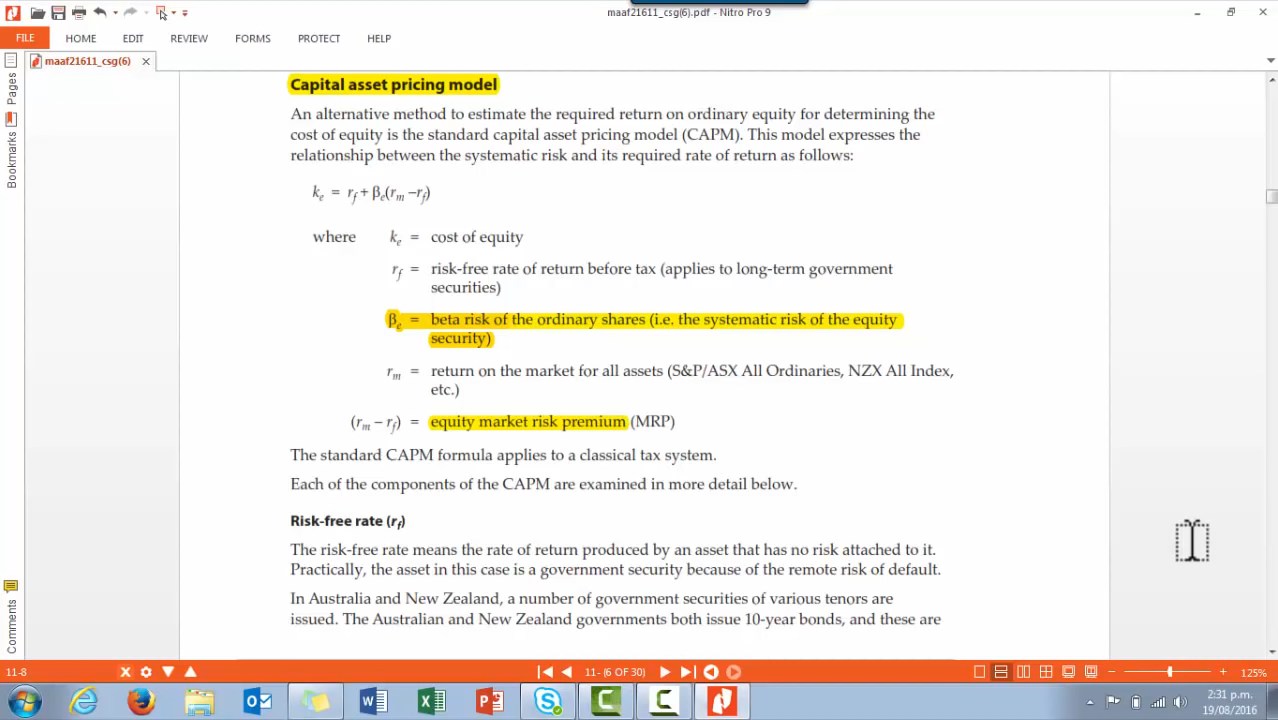 maaf21611_csg(6).pdf - Nitro Pro 9
FILE HOME EDIT REVIEW FORMS PROTECT HELP
maaf21611_csg(6)
Pages
Bookmarks
Comments
Capital asset pricing model
An alternative method to estimate the required return on ordinary equity for determining the
cost of equity is the standard capital asset pricing model (CAPM). This model expresses the
relationship between the systematic risk and its required rate of return as follows:
kₑ = r_f + βₑ(r_m – r_f)
where kₑ = cost of equity
r_f = risk-free rate of return before tax (applies to long-term government
securities)
βₑ = beta risk of the ordinary shares (i.e. the systematic risk of the equity
security)
r_m = return on the market for all assets (S&P/ASX All Ordinaries, NZX All Index,
etc.)
(r_m – r_f) = equity market risk premium (MRP)
The standard CAPM formula applies to a classical tax system.
Each of the components of the CAPM are examined in more detail below.
Risk-free rate (r_f)
The risk-free rate means the rate of return produced by an asset that has no risk attached to it.
Practically, the asset in this case is a government security because of the remote risk of default.
In Australia and New Zealand, a number of government securities of various tenors are
issued. The Australian and New Zealand governments both issue 10-year bonds, and these are
11-8
11- (6 OF 30)
125%
2:31 p.m.
19/08/2016